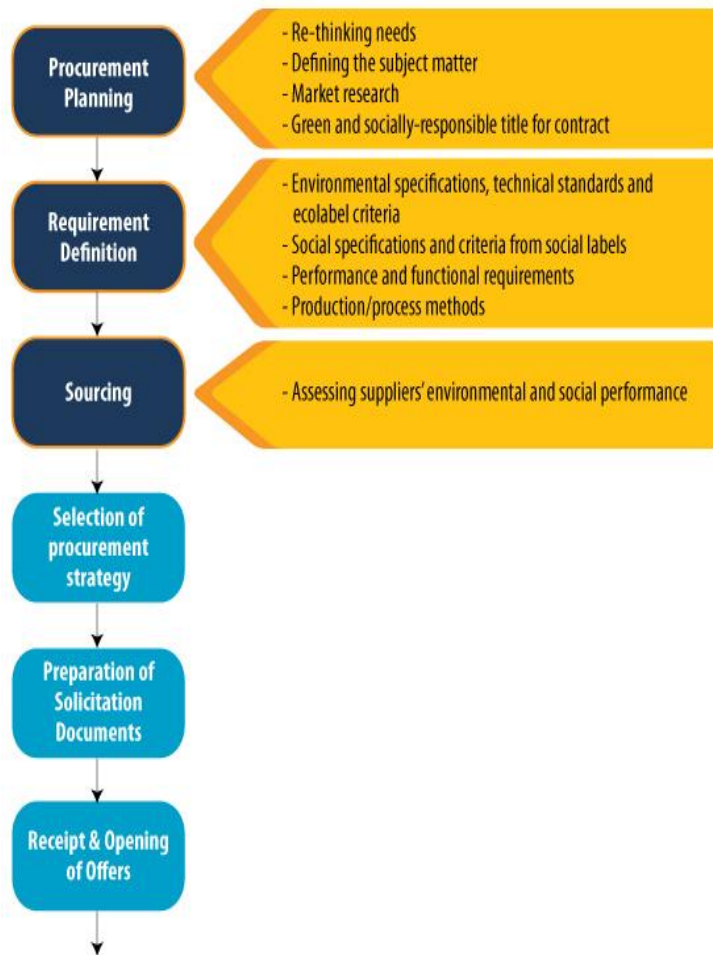 Procurement
Planning
- Re-thinking needs
- Defining the subject matter
- Market research
- Green and socially-responsible title for contract
Requirement
Definition
- Environmental specifications, technical standards and
ecolabel criteria
- Social specifications and criteria from social labels
- Performance and functional requirements
- Production/process methods
Sourcing
- Assessing suppliers’ environmental and social performance
Selection of
procurement
strategy
Preparation of
Solicitation
Documents
Receipt & Opening
of Offers